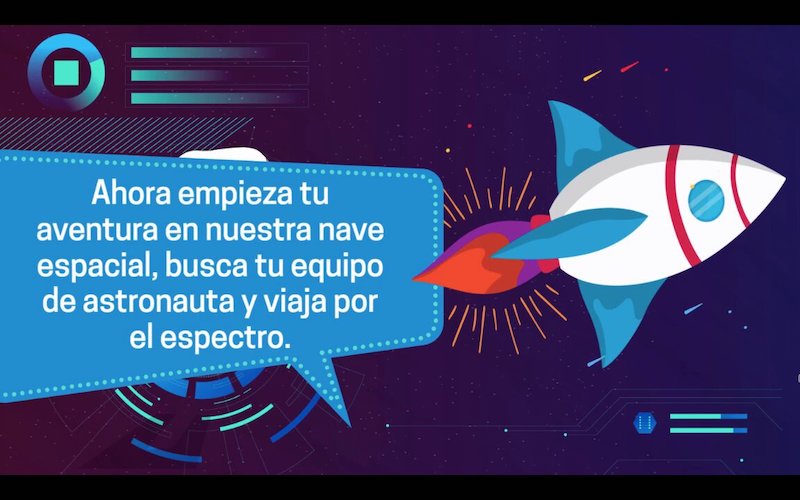 Ahora empieza tu
aventura en nuestra nave
espacial, busca tu equipo
de astronauta y viaja por
el espectro.